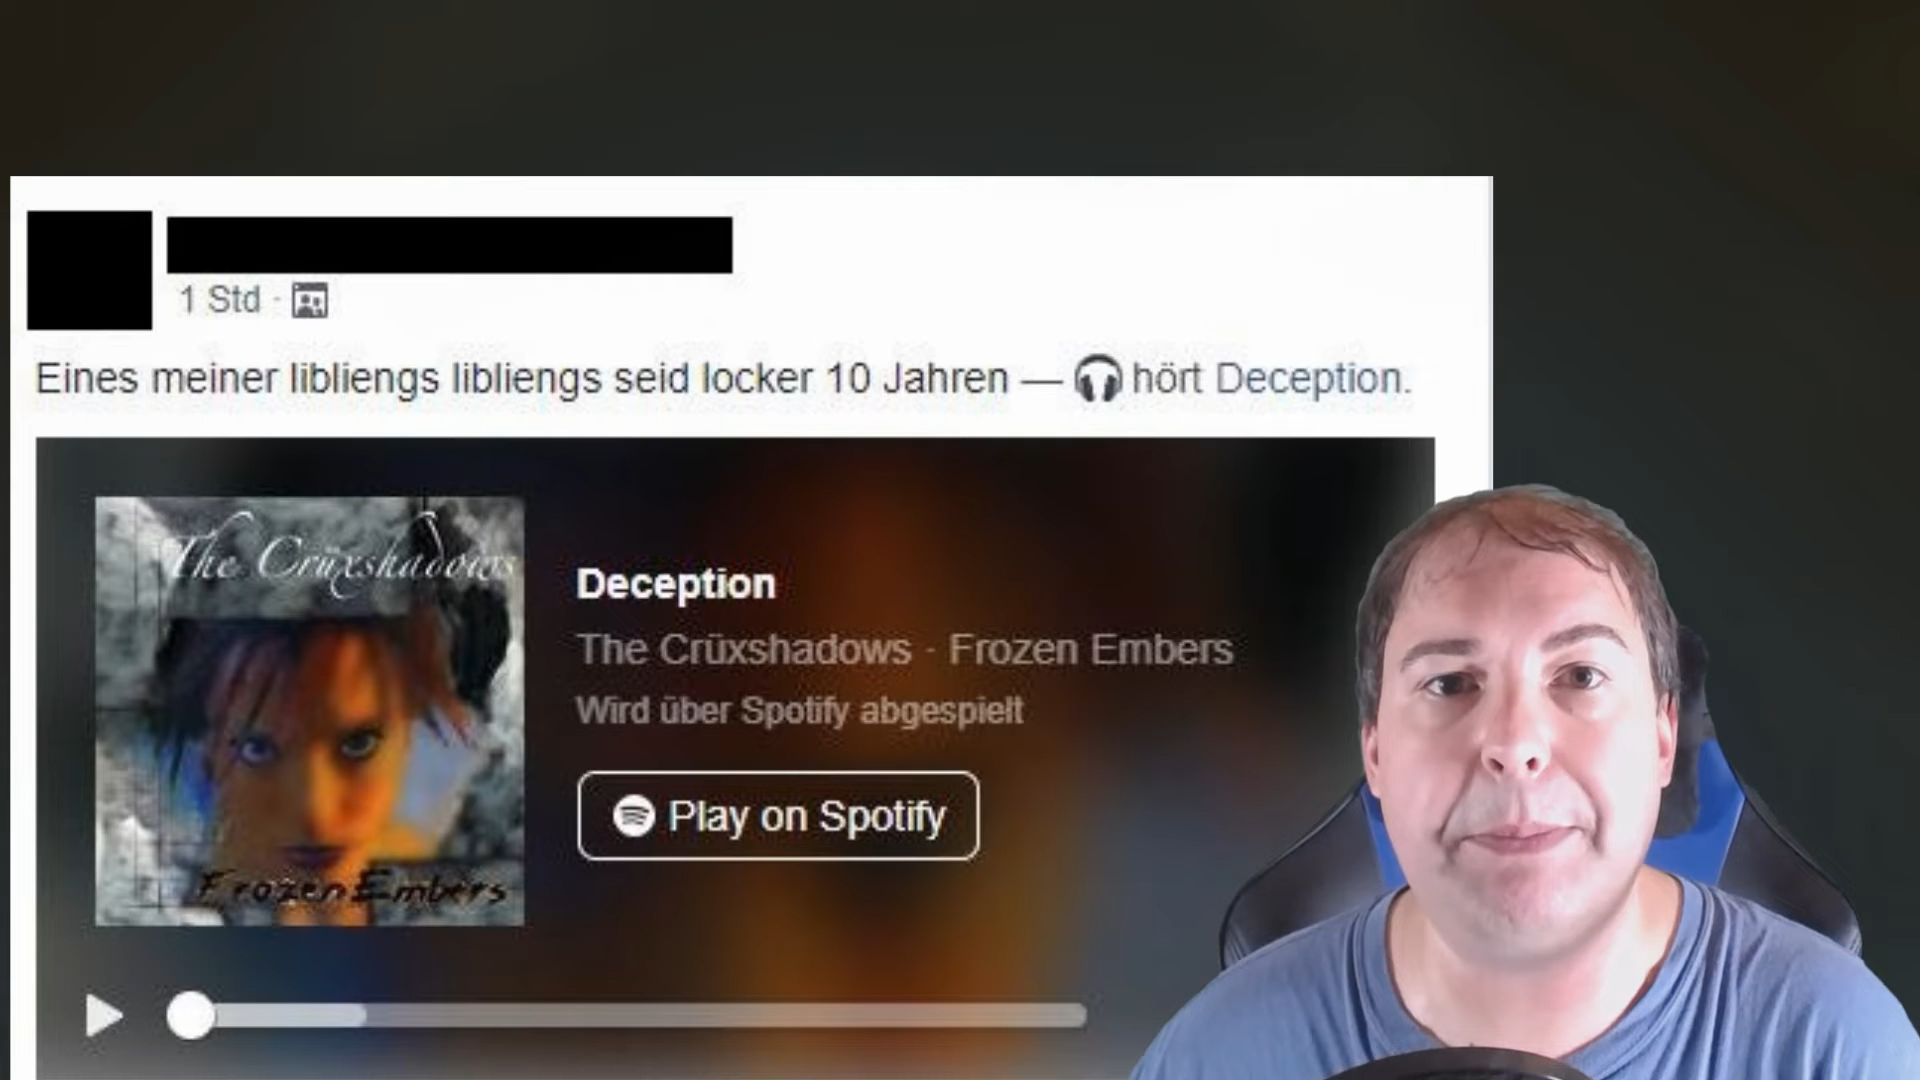 1 Std ·
Eines meiner libliengs libliengs seid locker 10 Jahren — hört Deception.
The Crüxshadows
Frozen Embers
Deception
The Crüxshadows · Frozen Embers
Wird über Spotify abgespielt
Play on Spotify